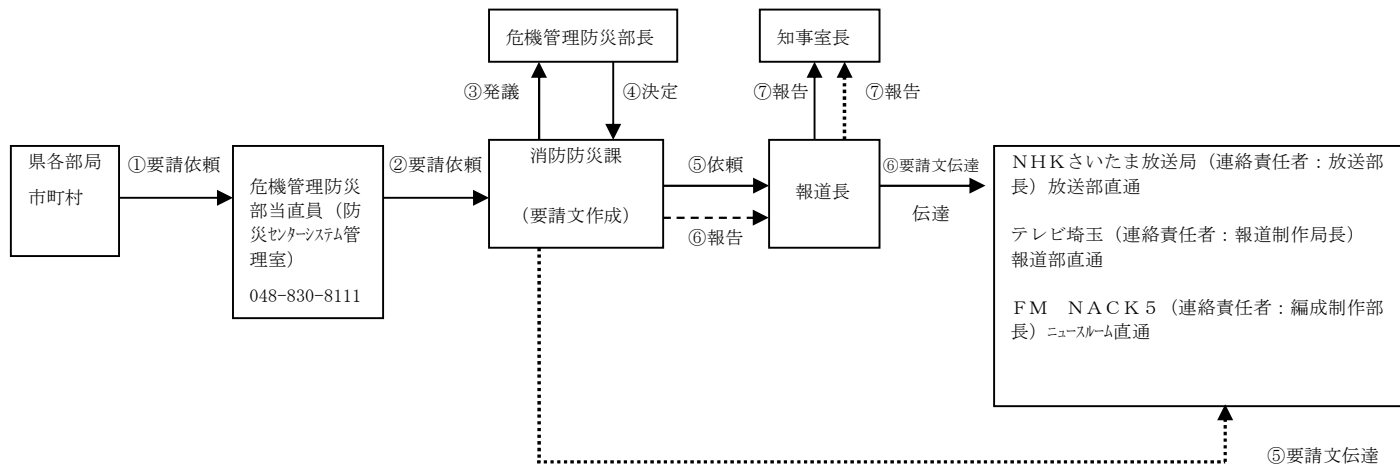 危機管理防災部長
知事室長
③発議
④決定
⑦報告
⑦報告
県各部局
市町村
①要請依頼
危機管理防災
部当直員（防
災ｾﾝﾀｰｼｽﾃﾑ管
理室）
048-830-8111
②要請依頼
消防防災課
（要請文作成）
⑤依頼
⑥報告
報道長
⑥要請文伝達
伝達
ＮＨＫさいたま放送局（連絡責任者：放送部
長）放送部直通
テレビ埼玉（連絡責任者：報道制作局長）
報道部直通
ＦＭ　ＮＡＣＫ５（連絡責任者：編成制作部
長）ﾆｭｰｽﾙｰﾑ直通
⑤要請文伝達